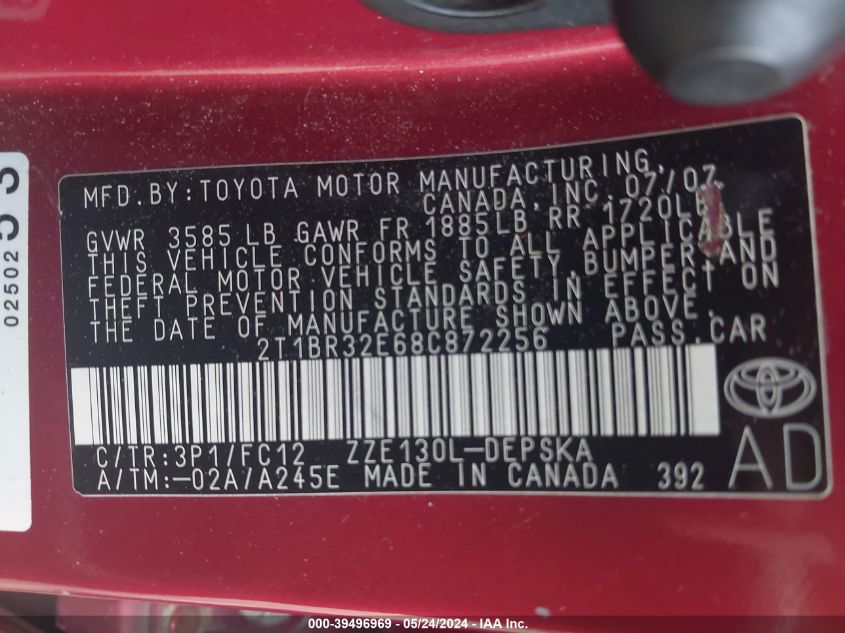 MFD.BY:TOYOTA MOTOR MANUFACTURING,
CANADA,INC. 07/07
GVWR 3585 LB GAWR FR 1885LB RR 1720LB
THIS VEHICLE CONFORMS TO ALL APPLICABLE
FEDERAL MOTOR VEHICLE SAFETY,BUMPER,AND
THEFT PREVENTION STANDARDS IN EFFECT ON
THE DATE OF MANUFACTURE SHOWN ABOVE.
2T1BR32E68C872256 PASS.CAR
C/TR:3P1/FC12 ZZE130L-DEPSKA
A/TM:-02A/A245E MADE IN CANADA 392
AD
02502
000-39496969 / 05/24/2024 - IAA Inc.